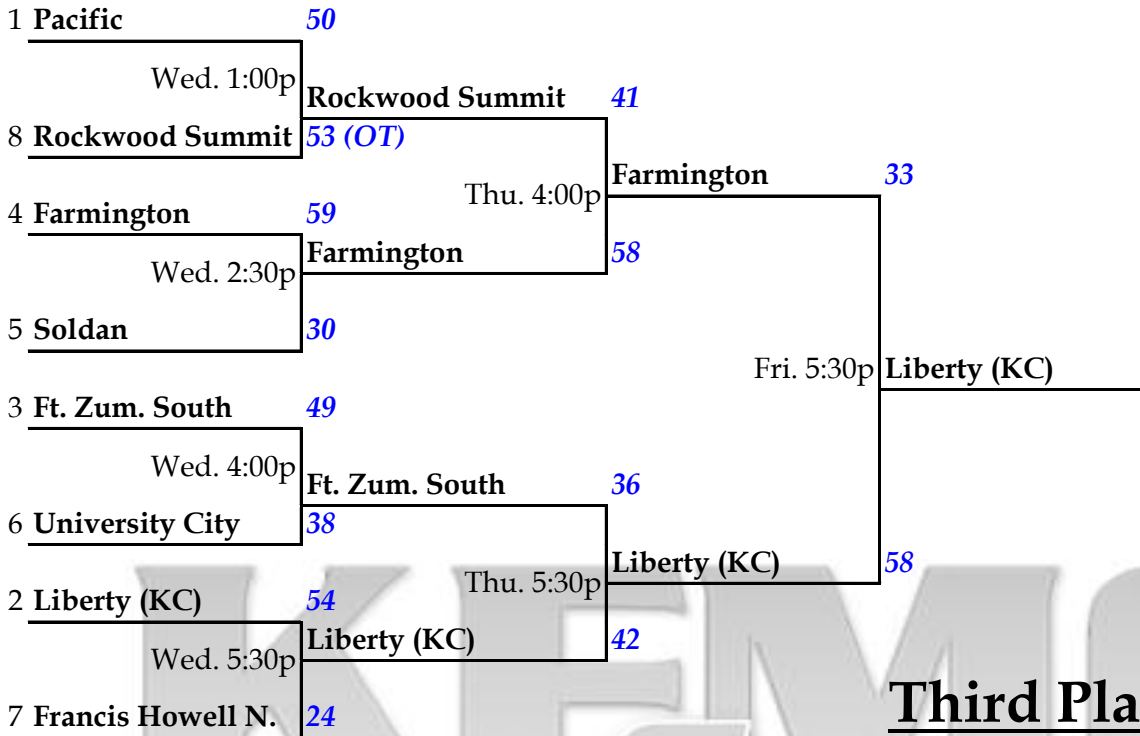 1 Pacific 50
Wed. 1:00p
Rockwood Summit 41
8 Rockwood Summit 53 (OT)
Farmington 33
Thu. 4:00p
4 Farmington 59
Farmington 58
Wed. 2:30p
5 Soldan 30
Fri. 5:30p Liberty (KC)
3 Ft. Zum. South 49
Wed. 4:00p
Ft. Zum. South 36
6 University City 38
Liberty (KC) 58
Thu. 5:30p
2 Liberty (KC) 54
Liberty (KC) 42
Wed. 5:30p
7 Francis Howell N. 24
Third Pla